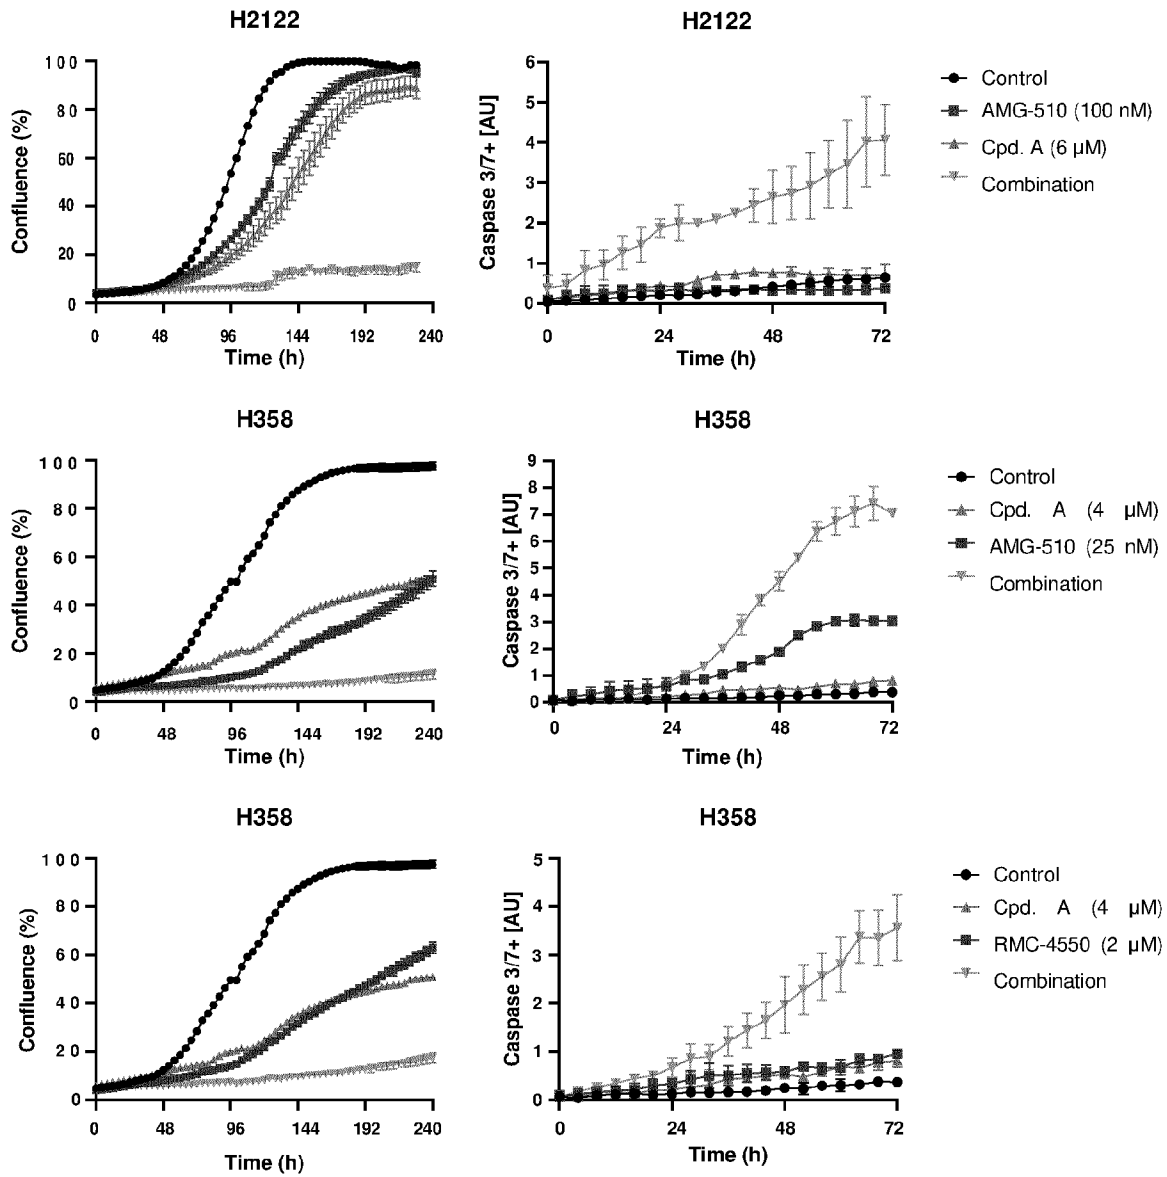 H2122
H2122
Confluence (%)
100
80
60
40
20
0
0 48 96 144 192 240
Time (h)
Caspase 3/7+ [AU]
6
5
4
3
2
1
0
0 24 48 72
Time (h)
Control
AMG-510 (100 nM)
Cpd. A (6 µM)
Combination
H358
H358
Confluence (%)
100
80
60
40
20
0
0 48 96 144 192 240
Time (h)
Caspase 3/7+ [AU]
9
8
7
6
5
4
3
2
1
0
0 24 48 72
Time (h)
Control
Cpd. A (4 µM)
AMG-510 (25 nM)
Combination
H358
H358
Confluence (%)
100
80
60
40
20
0
0 48 96 144 192 240
Time (h)
Caspase 3/7+ [AU]
5
4
3
2
1
0
0 24 48 72
Time (h)
Control
Cpd. A (4 µM)
RMC-4550 (2 µM)
Combination